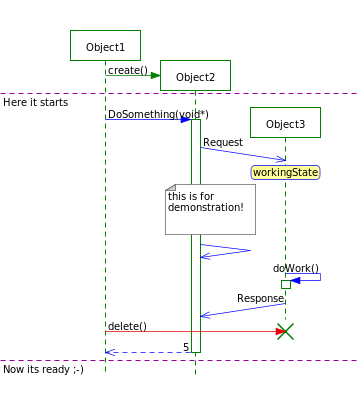 Object1
create()
Object2
Here it starts
DoSomething(void*)
Object3
Request
workingState
this is for
demonstration!
doWork()
Response
delete()
5
Now its ready ;-)